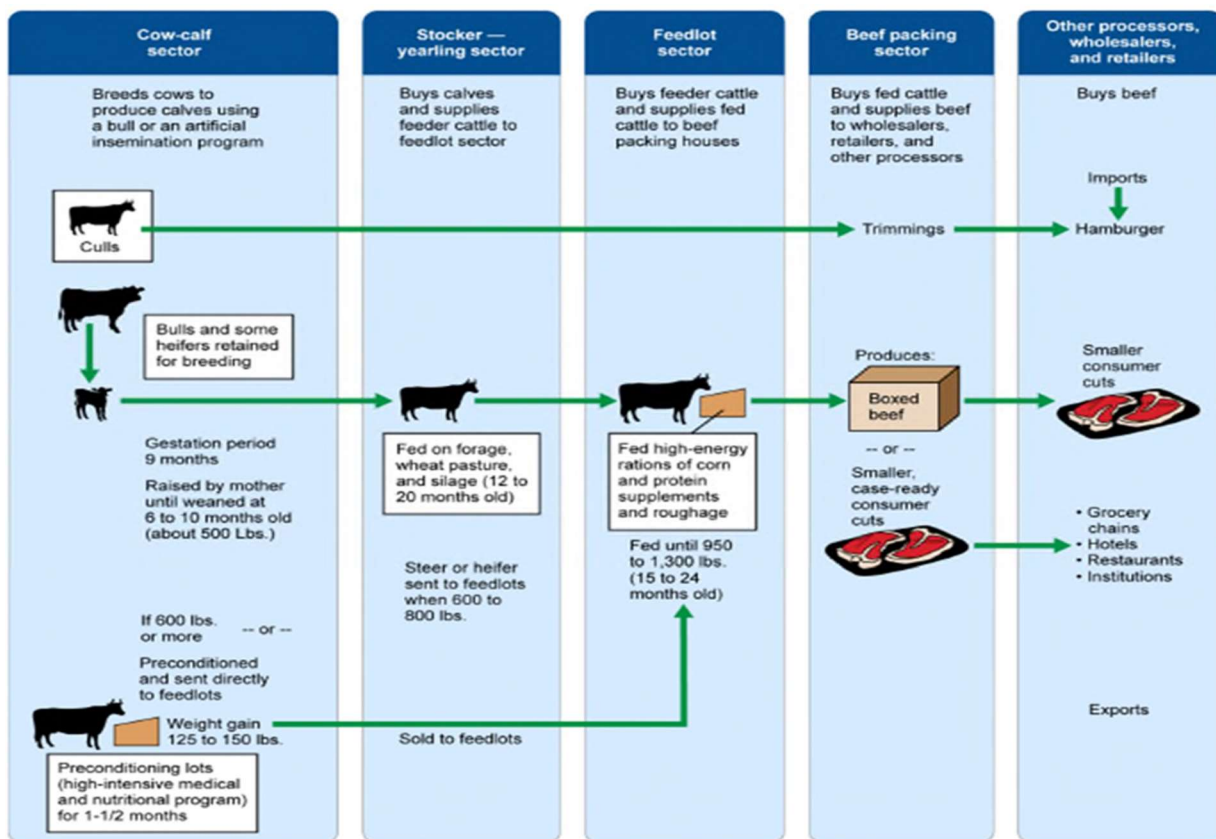 Cow-calf
sector
Breeds cows to
produce calves using
a bull or an artificial
insemination program
Culls
Bulls and some
heifers retained
for breeding
Gestation period
9 months
Raised by mother
until weaned at
6 to 10 months old
(about 500 Lbs.)
If 600 lbs.
or more
-- or --
Preconditioned
and sent directly
to feedlots
Weight gain
125 to 150 lbs.
Preconditioning lots
(high-intensive medical
and nutritional program)
for 1-1/2 months
Stocker —
yearling sector
Buys calves
and supplies
feeder cattle to
feedlot sector
Fed on forage,
wheat pasture,
and silage (12 to
20 months old)
Steer or heifer
sent to feedlots
when 600 to
800 lbs.
Sold to feedlots
Feedlot
sector
Buys feeder cattle
and supplies fed
cattle to beef
packing houses
Fed high-energy
rations of corn
and protein
supplements
and roughage
Fed until 950
to 1,300 lbs.
(15 to 24
months old)
Beef packing
sector
Buys fed cattle
and supplies beef
to wholesalers,
retailers, and
other processors
Trimmings
Produces:
Boxed
beef
-- or --
Smaller,
case-ready
consumer
cuts
Other processors,
wholesalers,
and retailers
Buys beef
Imports
Hamburger
Smaller
consumer
cuts
• Grocery
chains
• Hotels
• Restaurants
• Institutions
Exports